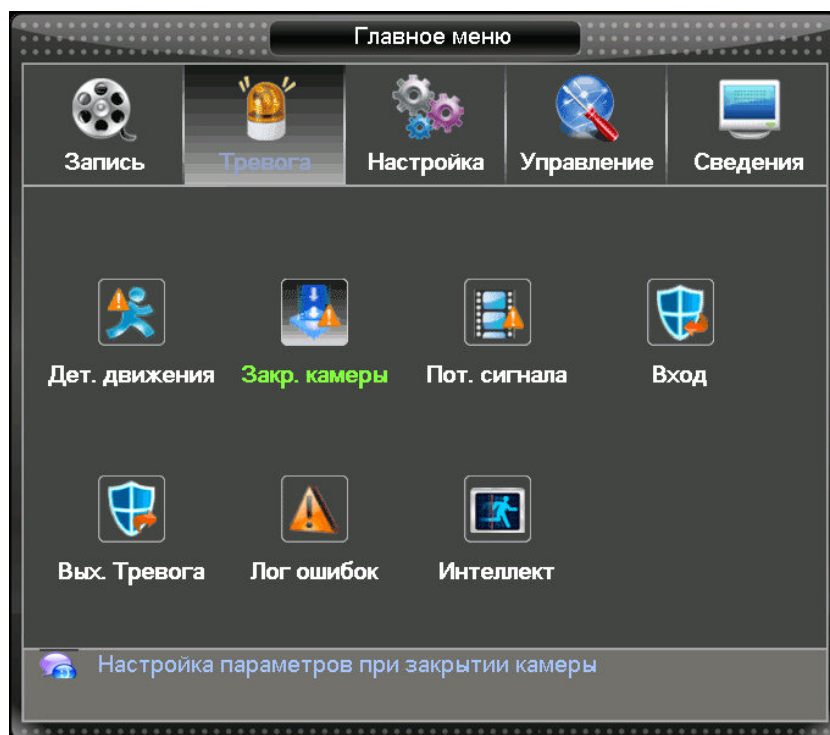 Главное меню
Запись Тревога Настройка Управление Сведения
Дет. движения Закр. камеры Пот. сигнала Вход
Вых. Тревога Лог ошибок Интеллект
Настройка параметров при закрытии камеры